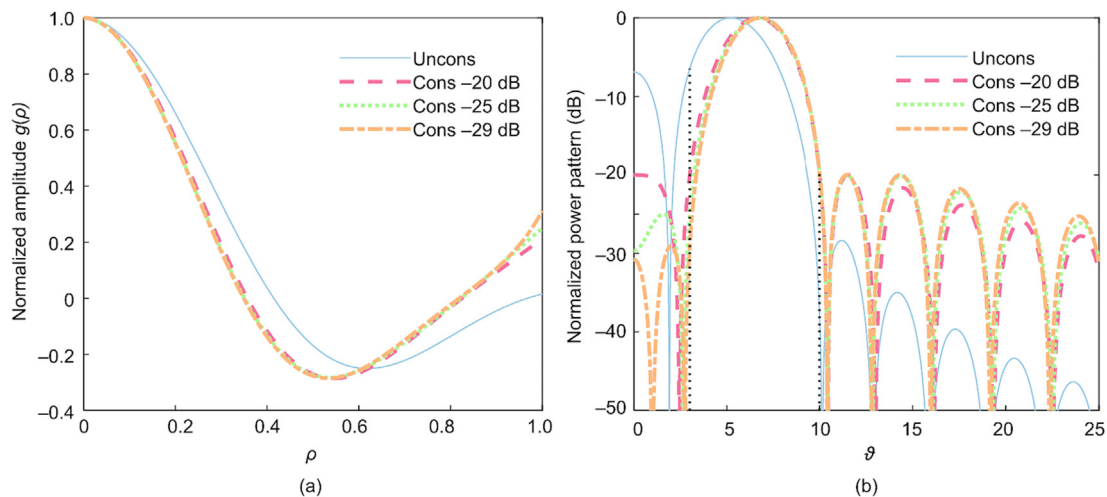 1.0
0.8
0.6
0.4
0.2
0
–0.2
–0.4
Normalized amplitude g(ρ)
Uncons
Cons –20 dB
Cons –25 dB
Cons –29 dB
0
0.2
0.4
0.6
0.8
1.0
ρ
(a)
0
–10
–20
–30
–40
–50
Normalized power pattern (dB)
Uncons
Cons –20 dB
Cons –25 dB
Cons –29 dB
0
5
10
15
20
25
ϑ
(b)